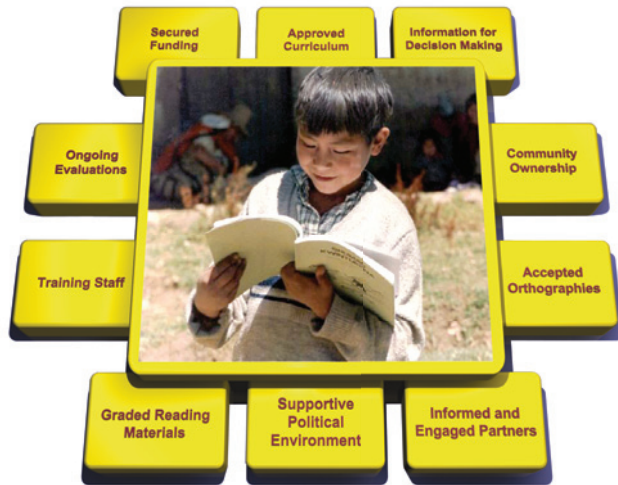 Secured
Funding
Approved
Curriculum
Information for
Decision Making
Ongoing
Evaluations
Community
Ownership
Training Staff
Accepted
Orthographies
Graded Reading
Materials
Supportive
Political
Environment
Informed and
Engaged Partners